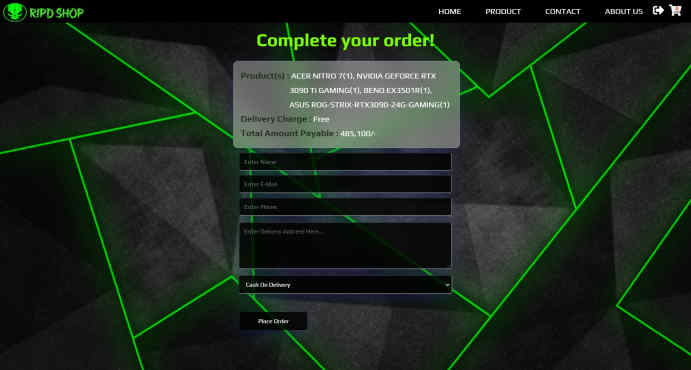 RIPD SHOP
HOME
PRODUCT
CONTACT
ABOUT US
Complete your order!
Product(s) : ACER NITRO 7(1), NVIDIA GEFORCE RTX
3090 Ti GAMING(1), BENQ EX3501R(1),
ASUS ROG-STRIX-RTX3090-24G-GAMING(1)
Delivery Charge : Free
Total Amount Payable : 485,100/-
Enter Name
Enter E-Mail
Enter Phone
Enter Delivery Address Here...
Cash On Delivery
Place Order